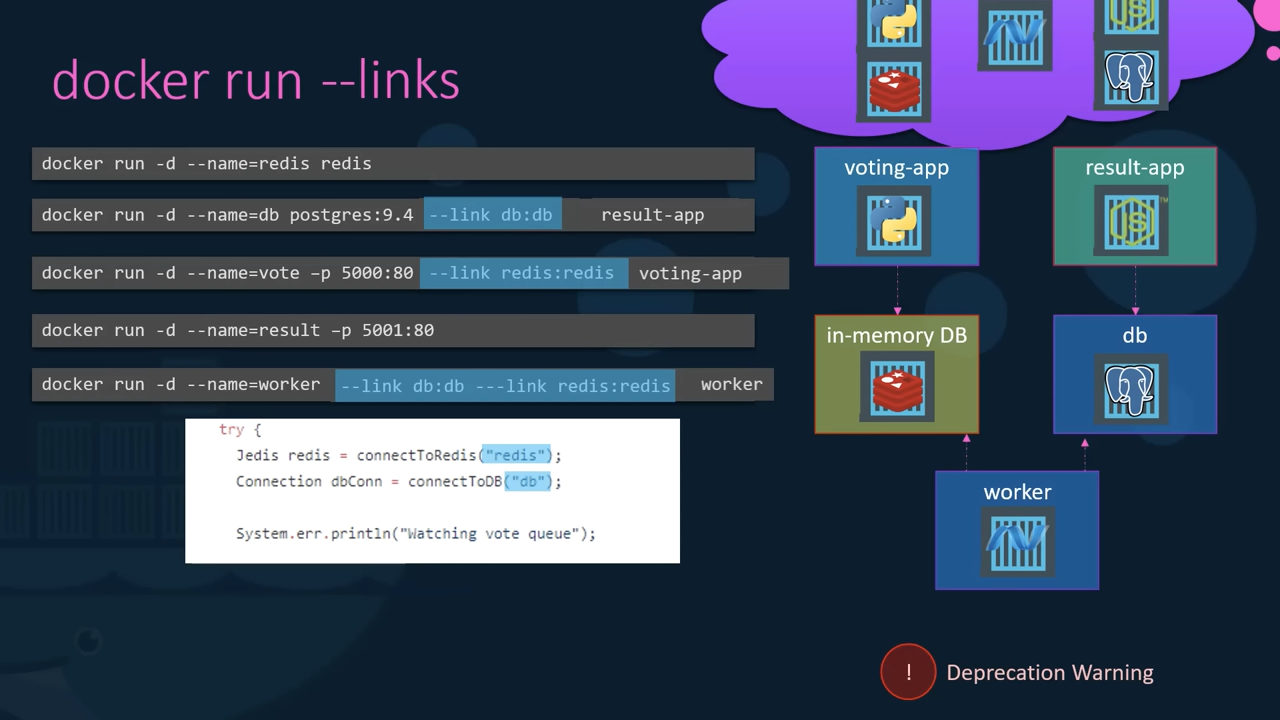 docker run --links
docker run -d --name=redis redis
docker run -d --name=db postgres:9.4 --link db:db result-app
docker run -d --name=vote –p 5000:80 --link redis:redis voting-app
docker run -d --name=result –p 5001:80
docker run -d --name=worker --link db:db ---link redis:redis worker
try {
Jedis redis = connectToRedis("redis");
Connection dbConn = connectToDB("db");
System.err.println("Watching vote queue");
JS
voting-app
result-app
JS™
in-memory DB
db
worker
! Deprecation Warning